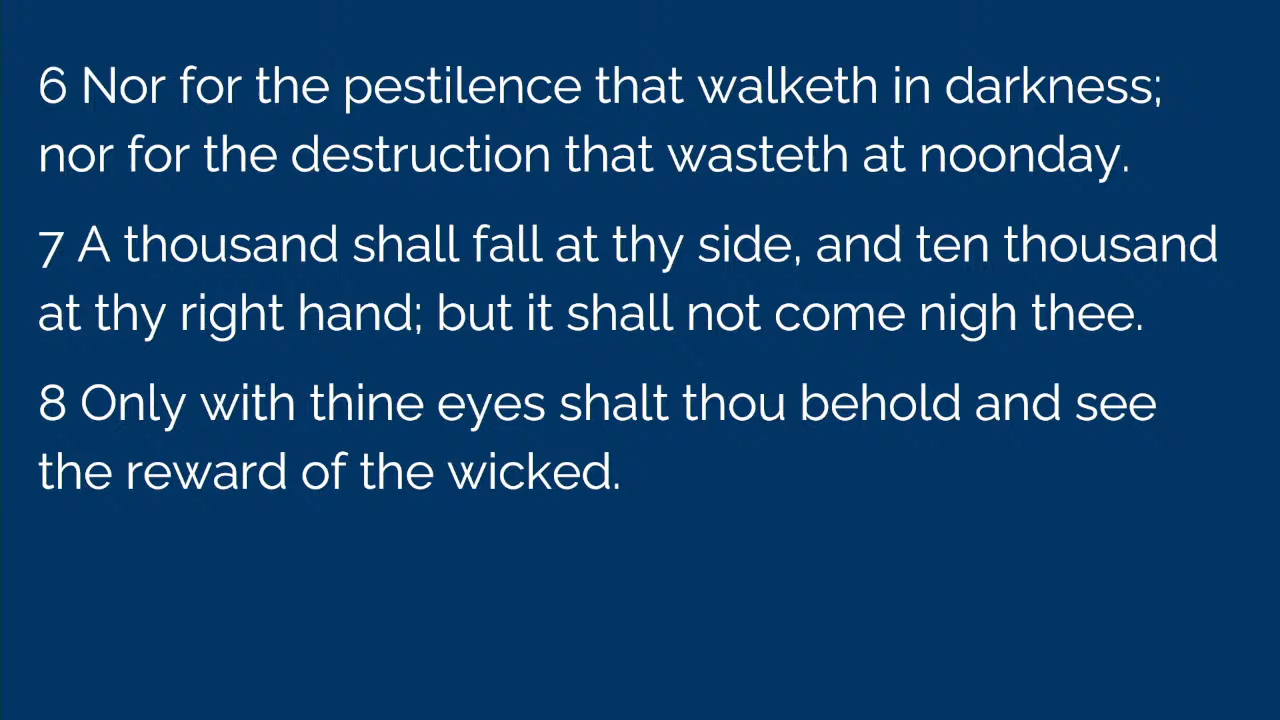 6 Nor for the pestilence that walketh in darkness;
nor for the destruction that wasteth at noonday.
7 A thousand shall fall at thy side, and ten thousand
at thy right hand; but it shall not come nigh thee.
8 Only with thine eyes shalt thou behold and see
the reward of the wicked.